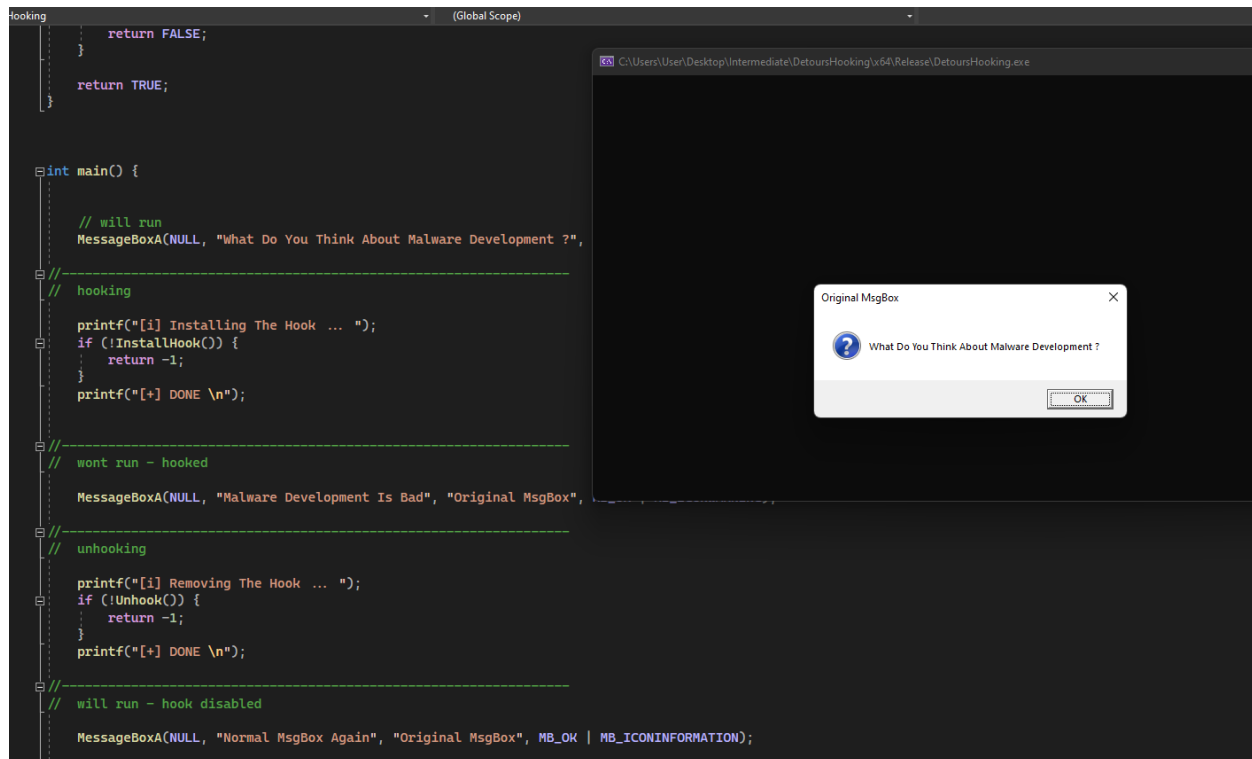 Hooking
(Global Scope)
return FALSE;
}
return TRUE;
}
int main() {
// will run
MessageBoxA(NULL, "What Do You Think About Malware Development ?",
//--------------------------------------------------------------
// hooking
printf("[i] Installing The Hook ... ");
if (!InstallHook()) {
return -1;
}
printf("[+] DONE \n");
//--------------------------------------------------------------
// wont run - hooked
MessageBoxA(NULL, "Malware Development Is Bad", "Original MsgBox",
//--------------------------------------------------------------
// unhooking
printf("[i] Removing The Hook ... ");
if (!Unhook()) {
return -1;
}
printf("[+] DONE \n");
//--------------------------------------------------------------
// will run - hook disabled
MessageBoxA(NULL, "Normal MsgBox Again", "Original MsgBox", MB_OK | MB_ICONINFORMATION);
C:\Users\User\Desktop\Intermediate\DetoursHooking\x64\Release\DetoursHooking.exe
Original MsgBox
What Do You Think About Malware Development ?
OK